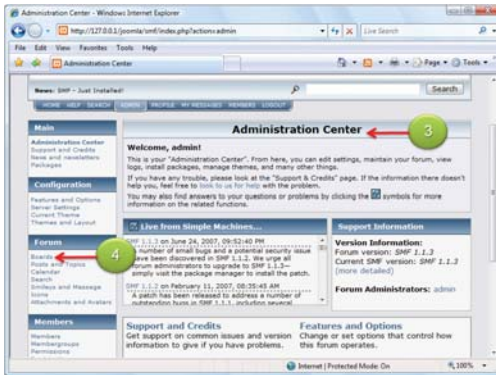 Administration Center - Windows Internet Explorer
http://127.0.0.1/joomla/smf/index.php?action=admin
Live Search
File Edit View Favorites Tools Help
Administration Center
Page Tools
News: SMF - Just Installed!
Search
HOME HELP SEARCH ADMIN PROFILE MY MESSAGES MEMBERS LOGOUT
Main
Administration Center
Support and Credits
News and newsletters
Packages
Configuration
Features and Options
Server Settings
Current Theme
Themes and Layout
Forum
Boards
Posts and Topics
Calendar
Search
Smileys and Message
Icons
Attachments and Avatars
Members
Members
Membergroups
Permissions
Administration Center
3
Welcome, admin!
This is your "Administration Center". From here, you can edit settings, maintain your forum, view
logs, install packages, manage themes, and many other things.
If you have any trouble, please look at the "Support & Credits" page. If the information there doesn't
help you, feel free to look to us for help with the problem.
You may also find answers to your questions or problems by clicking the symbols for more
information on the related functions.
4
Live from Simple Machines...
SMF 1.1.3 on June 24, 2007, 09:52:40 PM
A number of small bugs and a potential security issue
have been discovered in SMF 1.1.2. We urge all
forum administrators to upgrade to SMF 1.1.3—
simply visit the package manager to install the patch.
SMF 1.1.2 on February 11, 2007, 08:35:45 AM
A patch has been released to address a number of
outstanding bugs in SMF 1.1.1, including several
Support Information
Version Information:
Forum version: SMF 1.1.3
Current SMF version: SMF 1.1.3
(more detailed)
Forum Administrators: admin
Support and Credits
Get support on common issues and version
information to give if you have problems.
Features and Options
Change or set options that control how
this forum operates.
Internet | Protected Mode: On
100%